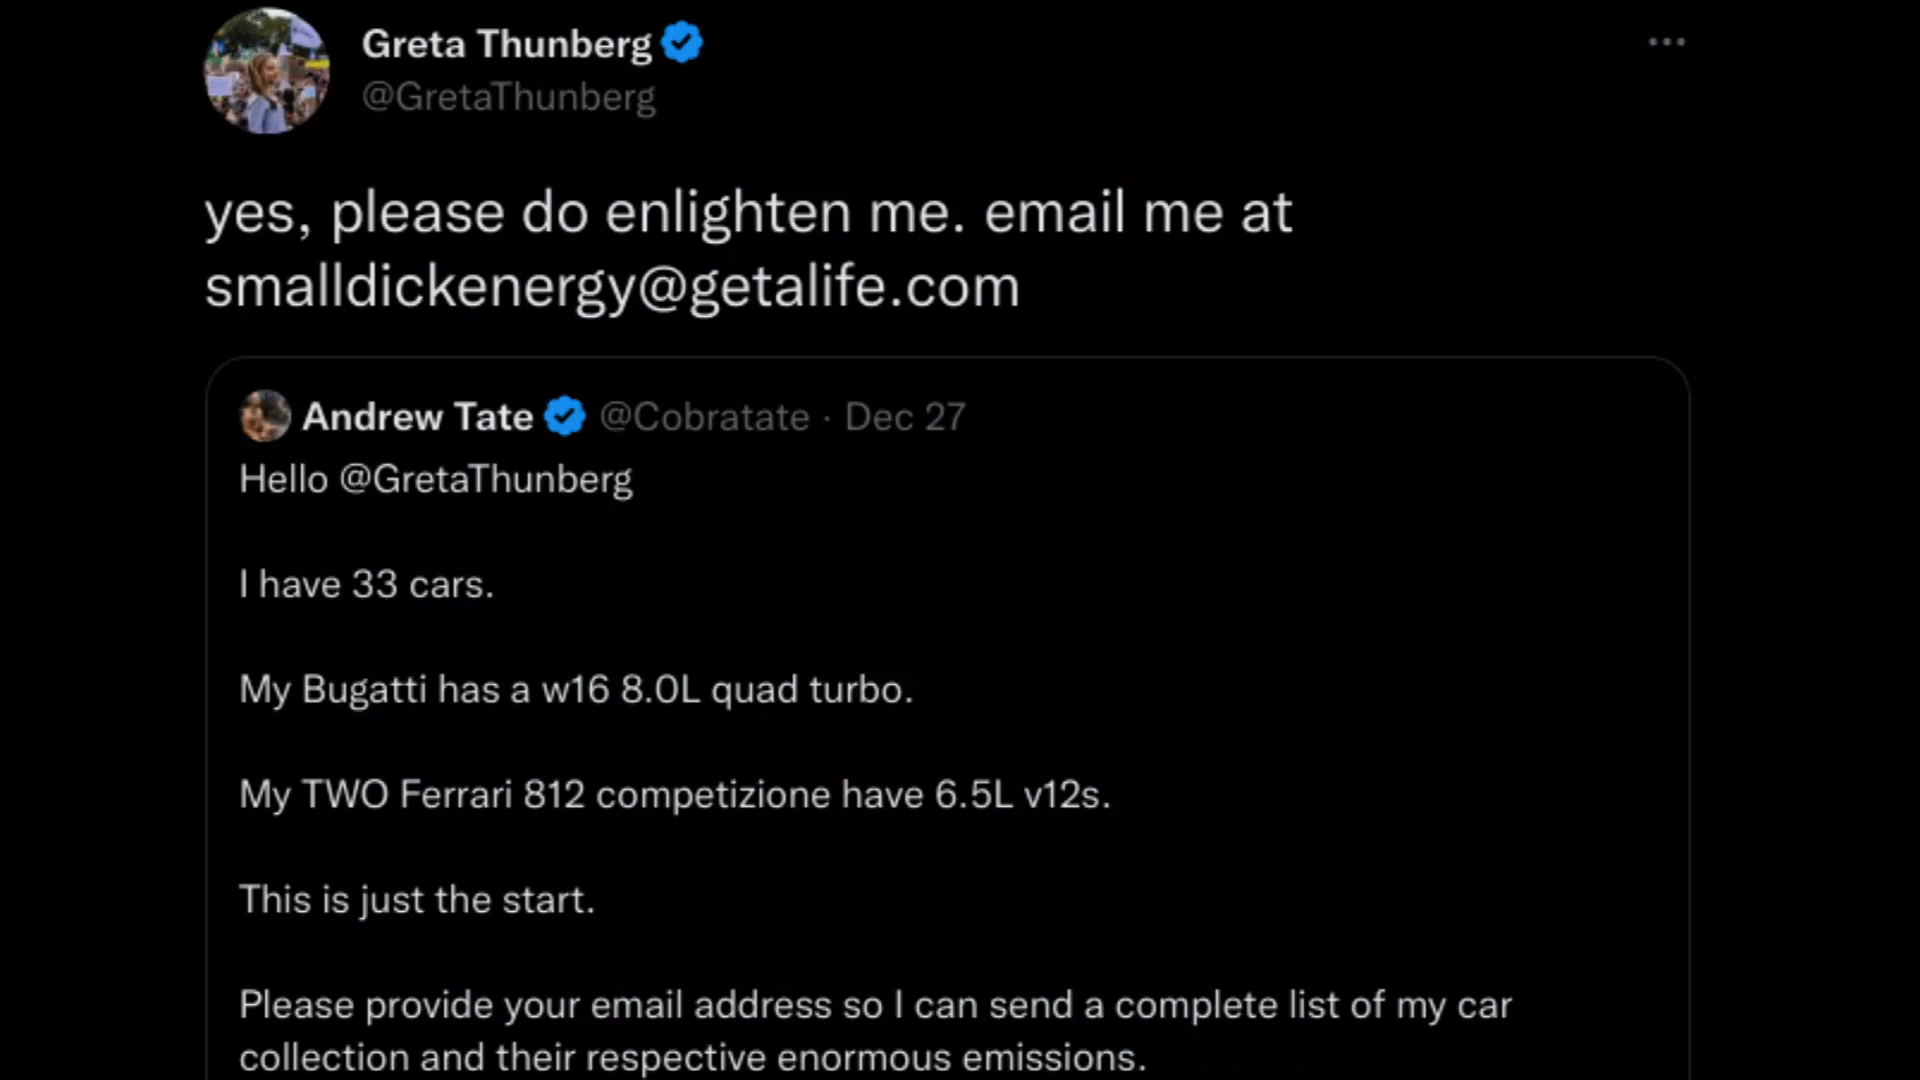 Greta Thunberg
@GretaThunberg
yes, please do enlighten me. email me at
smalldickenergy@getalife.com
Andrew Tate @Cobratate · Dec 27
Hello @GretaThunberg
I have 33 cars.
My Bugatti has a w16 8.0L quad turbo.
My TWO Ferrari 812 competizione have 6.5L v12s.
This is just the start.
Please provide your email address so I can send a complete list of my car
collection and their respective enormous emissions.